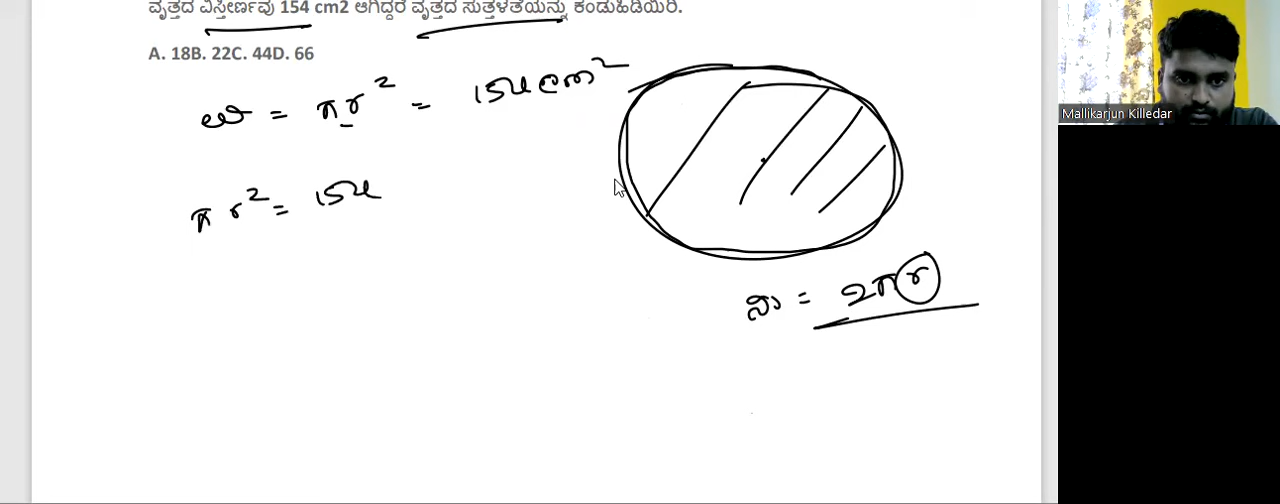 ವೃತ್ತದ ವಿಸ್ತೀರ್ಣವು 154 cm2 ಆಗಿದ್ದರೆ ವೃತ್ತದ ಸುತ್ತಳತೆಯನ್ನು ಕಂಡುಹಿಡಿಯಿರಿ.
A. 18B. 22C. 44D. 66
= πr² = 154 cm²
πr² = 154
= 2πr
Mallikarjun Killedar